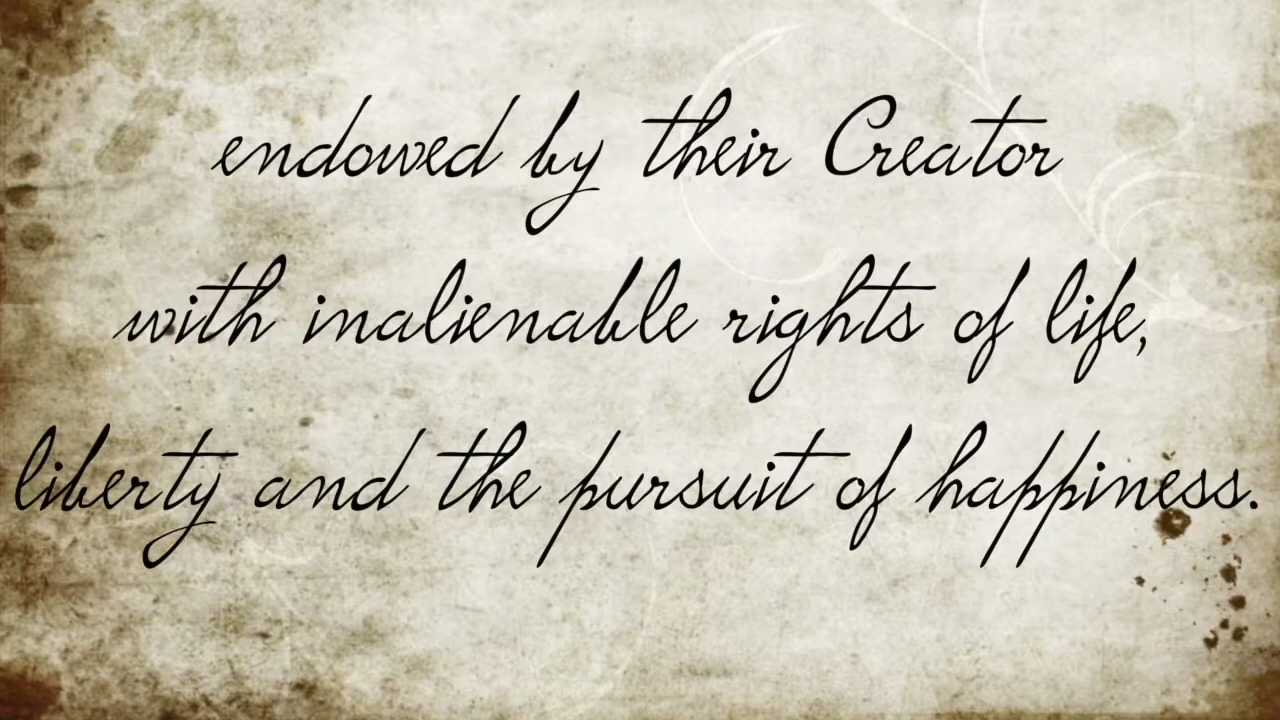 endowed by their Creator
with inalienable rights of life,
liberty and the pursuit of happiness.